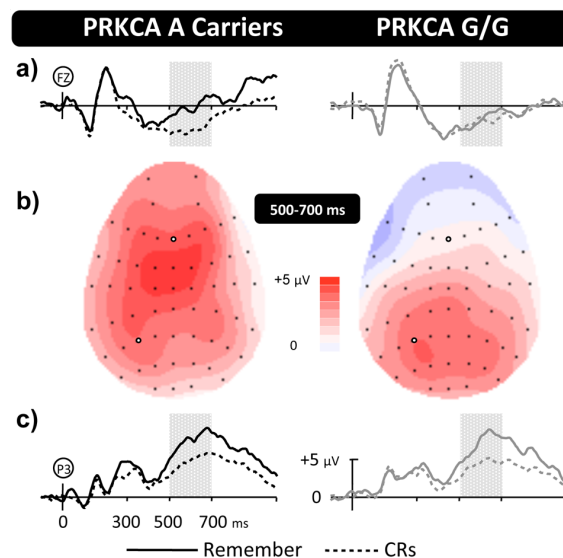 PRKCA A Carriers
PRKCA G/G
a)
FZ
b)
500-700 ms
+5 µV
0
c)
P3
+5 µV
0
0 300 500 700 ms
Remember CRs